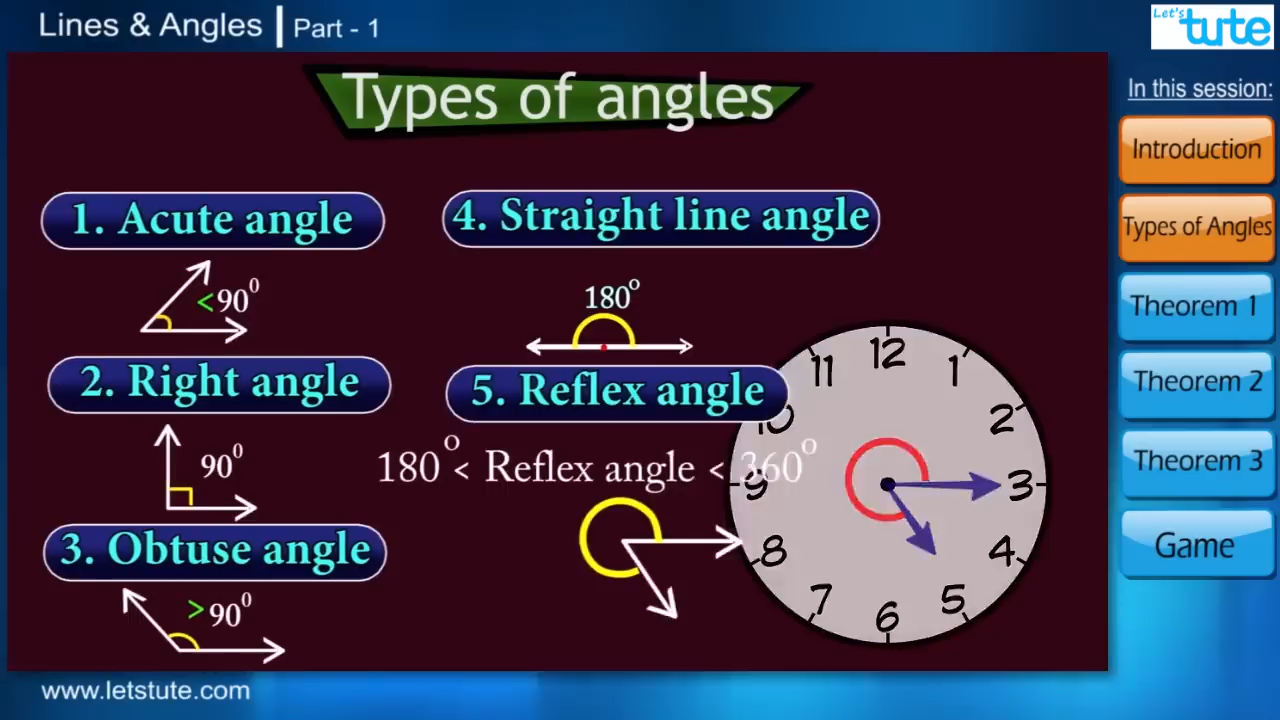 Lines & Angles | Part - 1
Let's
tute
Types of angles
1. Acute angle
<90⁰
2. Right angle
90⁰
3. Obtuse angle
> 90⁰
4. Straight line angle
180°
5. Reflex angle
180° < Reflex angle < 360°
12
1
2
3
4
5
6
7
8
9
10
11
In this session:
Introduction
Types of Angles
Theorem 1
Theorem 2
Theorem 3
Game
www.letstute.com